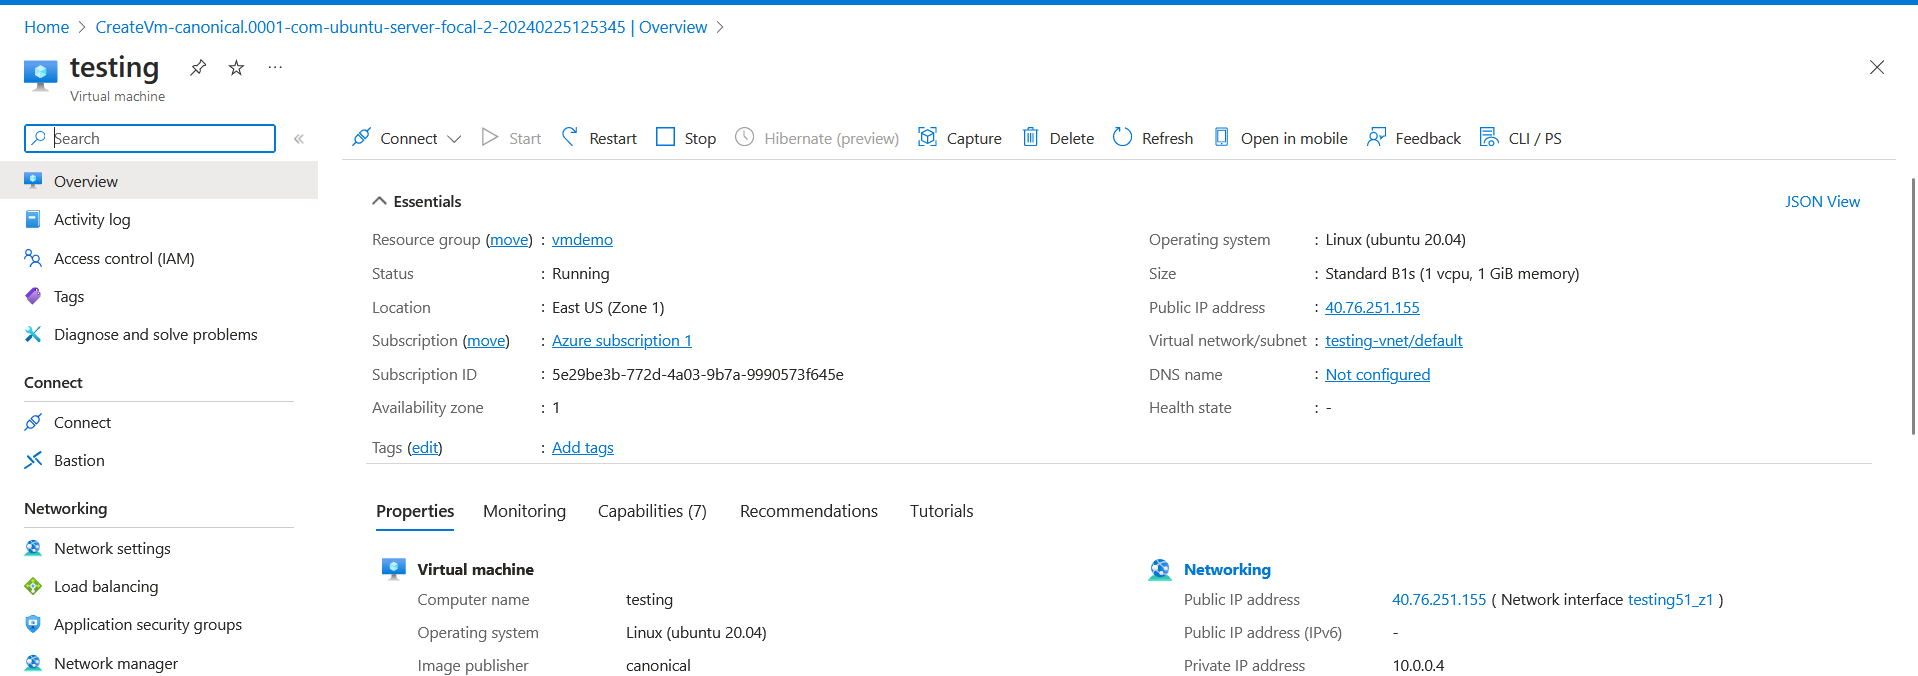 Home > CreateVm-canonical.0001-com-ubuntu-server-focal-2-20240225125345 | Overview >
testing
Virtual machine
Search
Overview
Activity log
Access control (IAM)
Tags
Diagnose and solve problems
Connect
Connect
Bastion
Networking
Network settings
Load balancing
Application security groups
Network manager
Connect Start Restart Stop Hibernate (preview) Capture Delete Refresh Open in mobile Feedback CLI / PS
Essentials JSON View
Resource group (move) : vmdemo
Status : Running
Location : East US (Zone 1)
Subscription (move) : Azure subscription 1
Subscription ID : 5e29be3b-772d-4a03-9b7a-9990573f645e
Availability zone : 1
Tags (edit) : Add tags
Operating system : Linux (ubuntu 20.04)
Size : Standard B1s (1 vcpu, 1 GiB memory)
Public IP address : 40.76.251.155
Virtual network/subnet : testing-vnet/default
DNS name : Not configured
Health state : -
Properties Monitoring Capabilities (7) Recommendations Tutorials
Virtual machine
Computer name testing
Operating system Linux (ubuntu 20.04)
Image publisher canonical
Networking
Public IP address 40.76.251.155 ( Network interface testing51_z1 )
Public IP address (IPv6) -
Private IP address 10.0.0.4